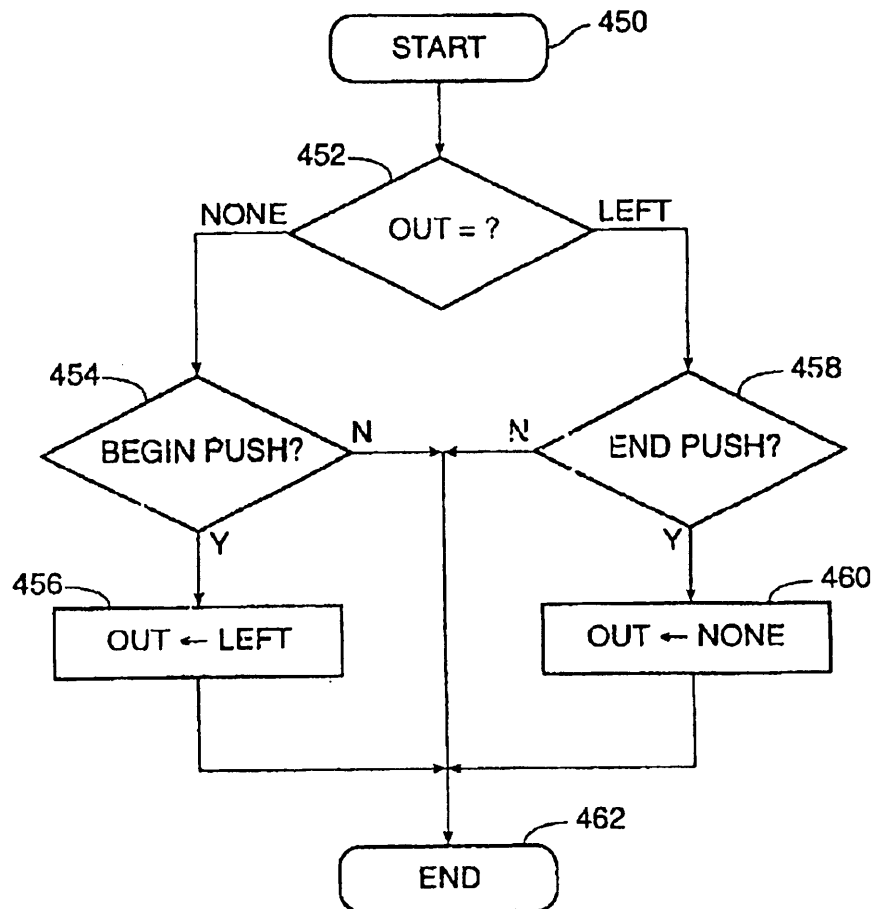 START
450
452
OUT = ?
NONE
LEFT
454
BEGIN PUSH?
N
N
458
END PUSH?
Y
Y
456
OUT ← LEFT
460
OUT ← NONE
462
END